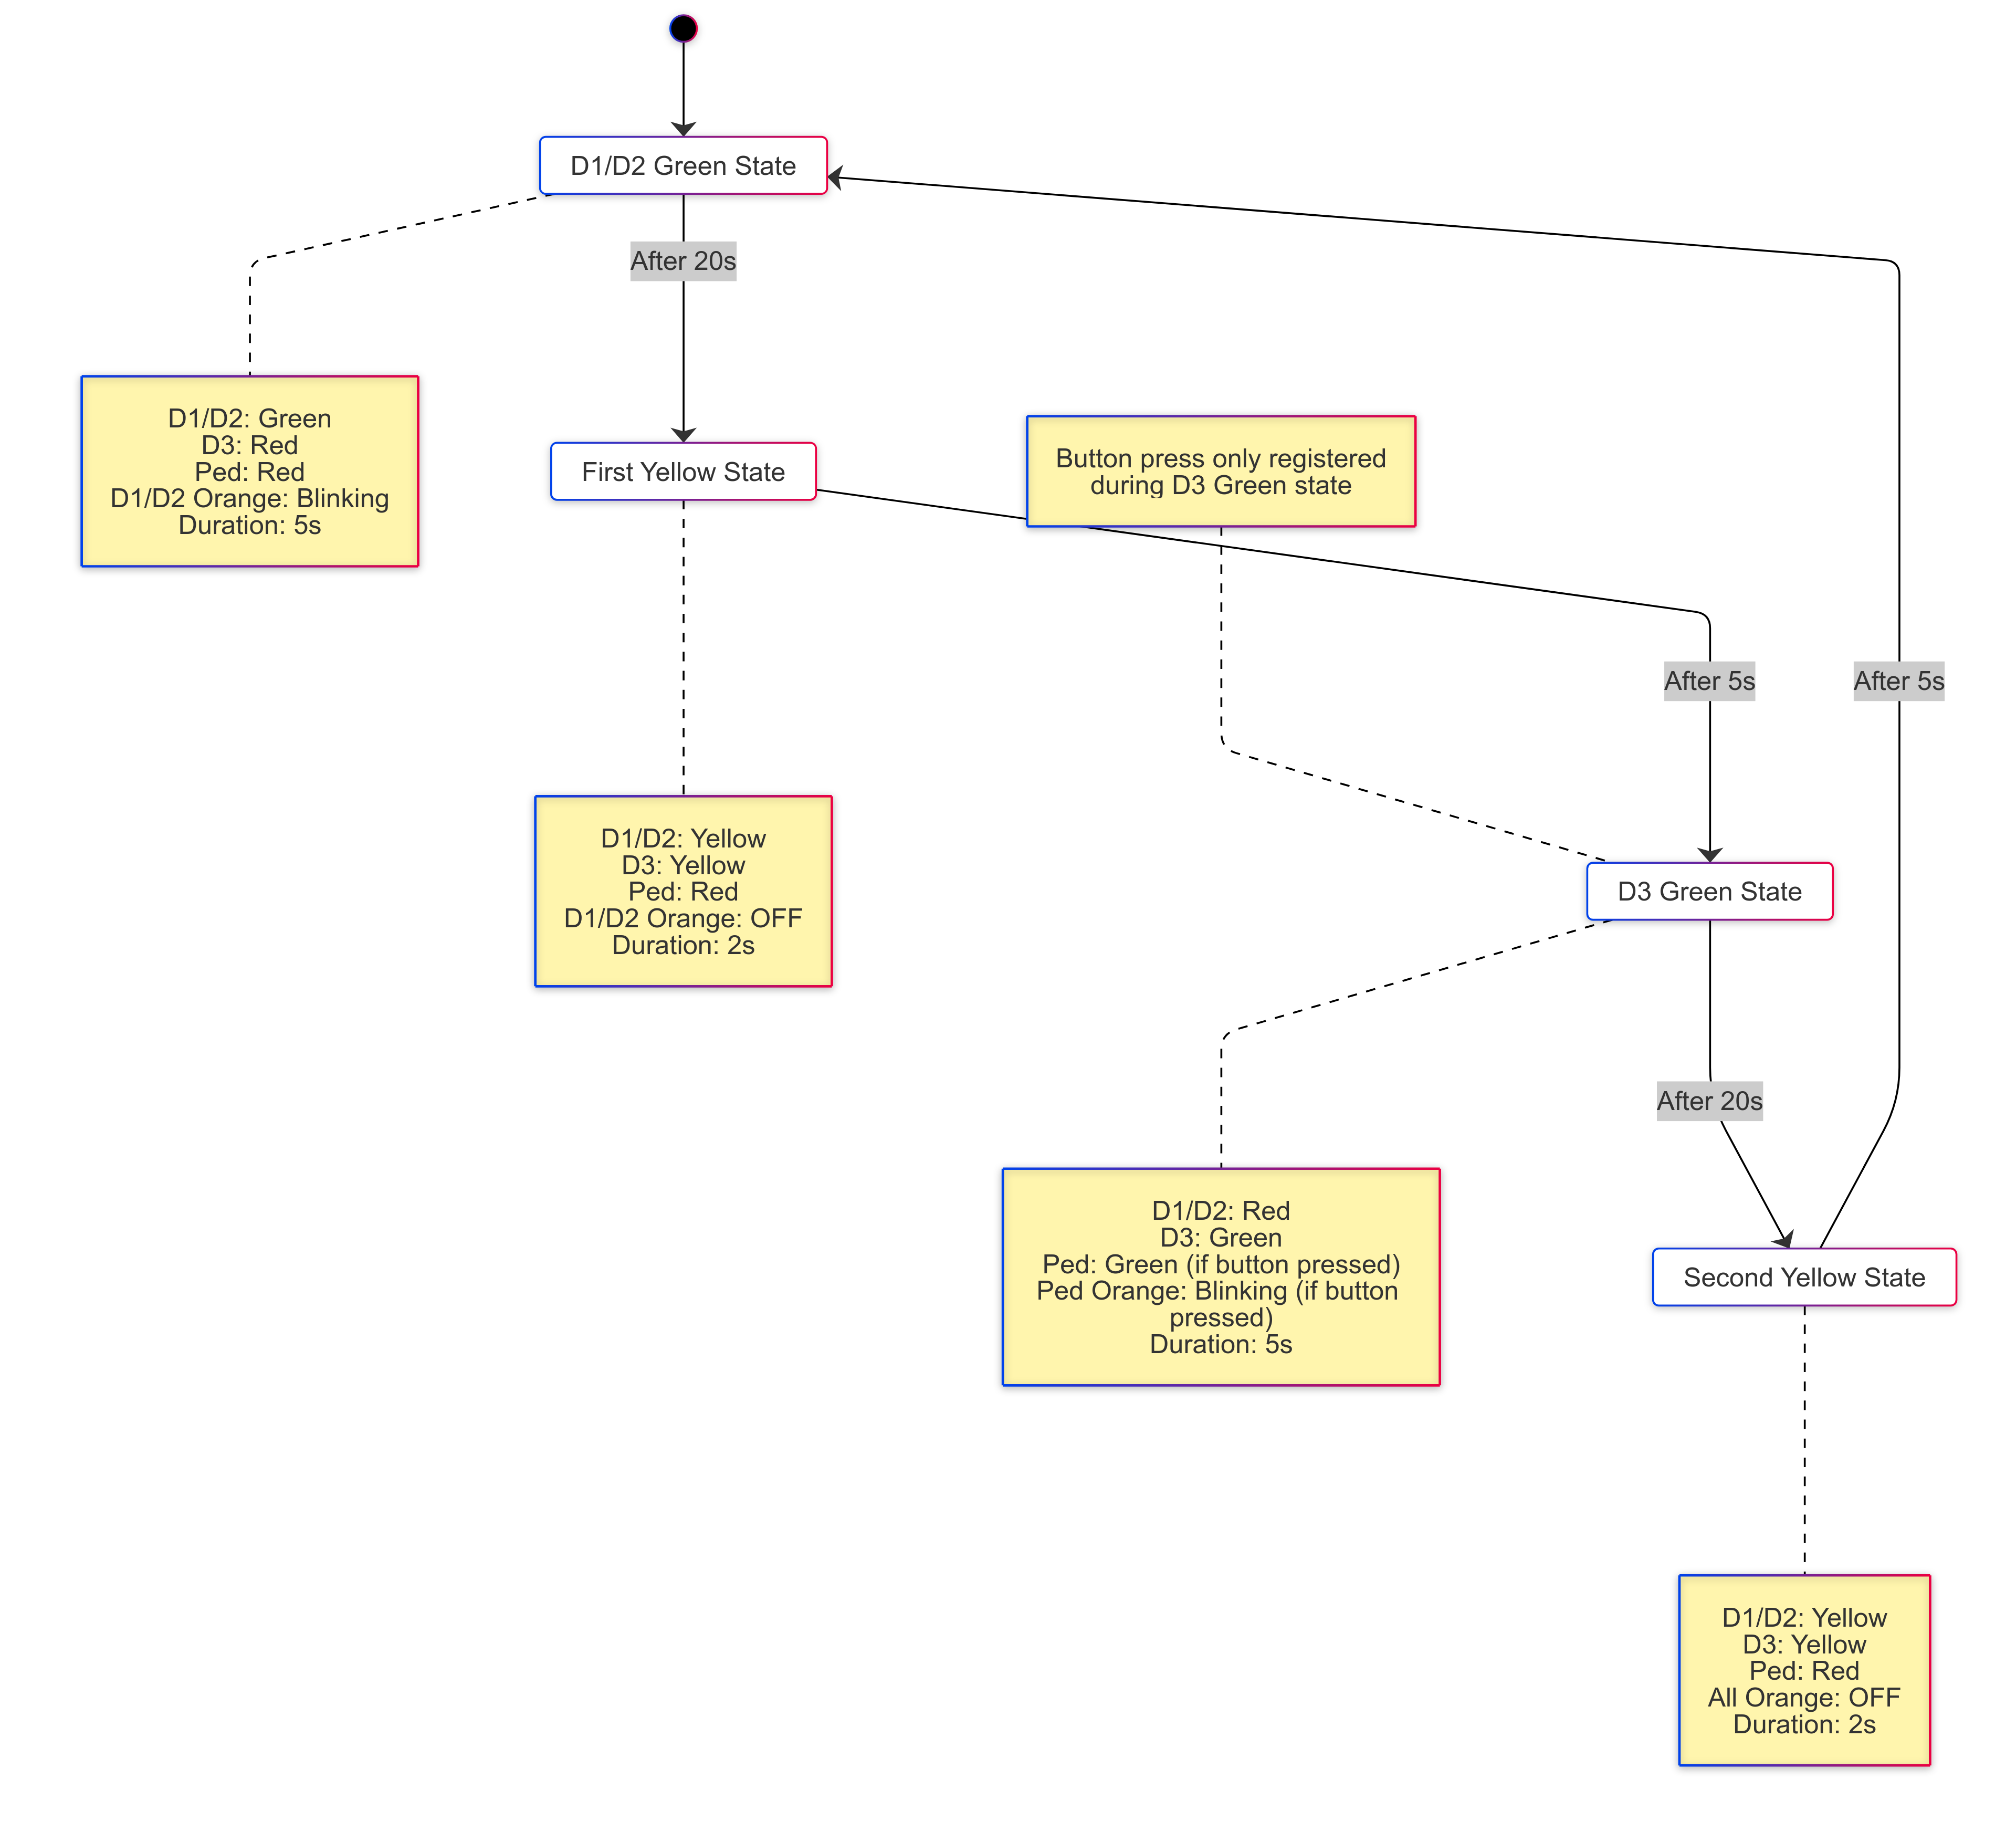 D1/D2 Green State
After 20s
D1/D2: Green
D3: Red
Ped: Red
D1/D2 Orange: Blinking
Duration: 5s
First Yellow State
Button press only registered
during D3 Green state
After 5s
After 5s
D1/D2: Yellow
D3: Yellow
Ped: Red
D1/D2 Orange: OFF
Duration: 2s
D3 Green State
After 20s
D1/D2: Red
D3: Green
Ped: Green (if button pressed)
Ped Orange: Blinking (if button
pressed)
Duration: 5s
Second Yellow State
D1/D2: Yellow
D3: Yellow
Ped: Red
All Orange: OFF
Duration: 2s